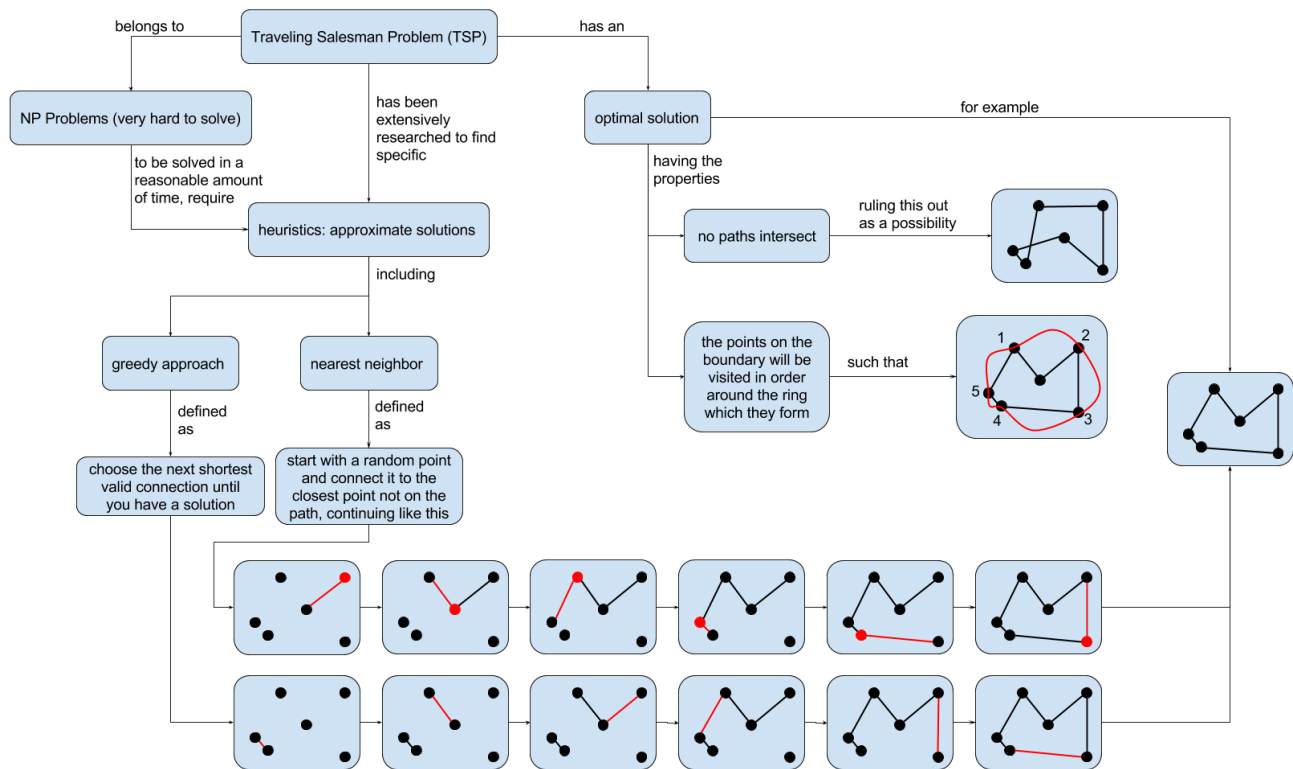 belongs to
Traveling Salesman Problem (TSP)
has an
NP Problems (very hard to solve)
has been
extensively
researched to find
specific
optimal solution
for example
to be solved in a
reasonable amount
of time, require
having the
properties
heuristics: approximate solutions
no paths intersect
ruling this out
as a possibility
including
greedy approach
nearest neighbor
the points on the
boundary will be
visited in order
around the ring
which they form
such that
1
2
5
4
3
defined
as
defined
as
choose the next shortest
valid connection until
you have a solution
start with a random point
and connect it to the
closest point not on the
path, continuing like this